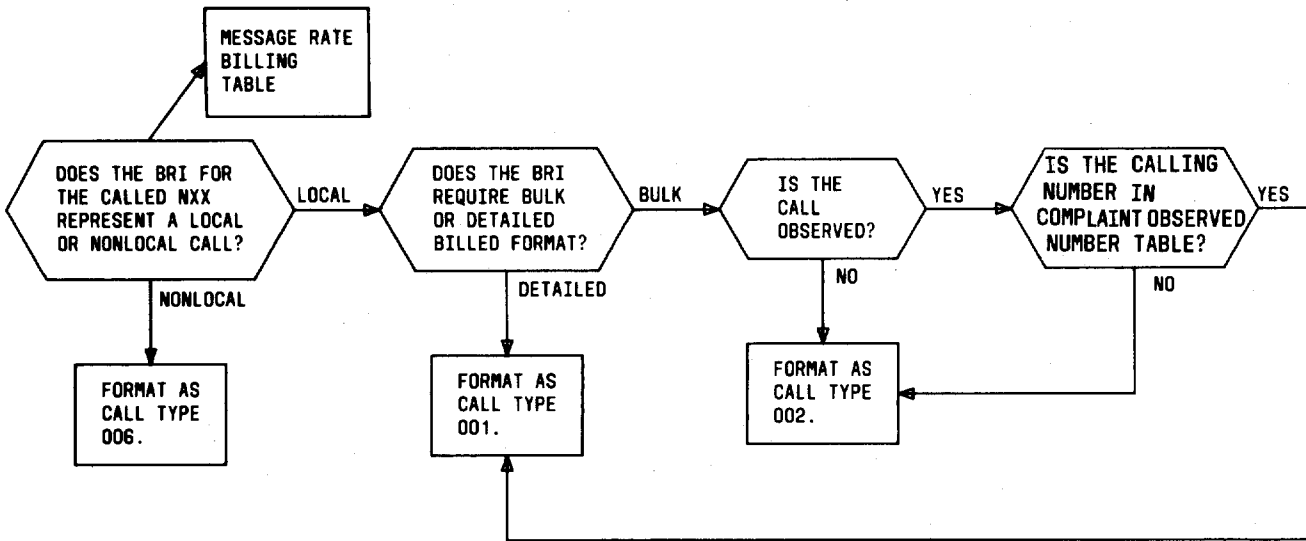 MESSAGE RATE
BILLING
TABLE
DOES THE BRI FOR
THE CALLED NXX
REPRESENT A LOCAL
OR NONLOCAL CALL?
LOCAL
NONLOCAL
FORMAT AS
CALL TYPE
006.
DOES THE BRI
REQUIRE BULK
OR DETAILED
BILLED FORMAT?
BULK
DETAILED
FORMAT AS
CALL TYPE
001.
IS THE
CALL
OBSERVED?
YES
NO
FORMAT AS
CALL TYPE
002.
IS THE CALLING
NUMBER IN
COMPLAINT OBSERVED
NUMBER TABLE?
YES
NO